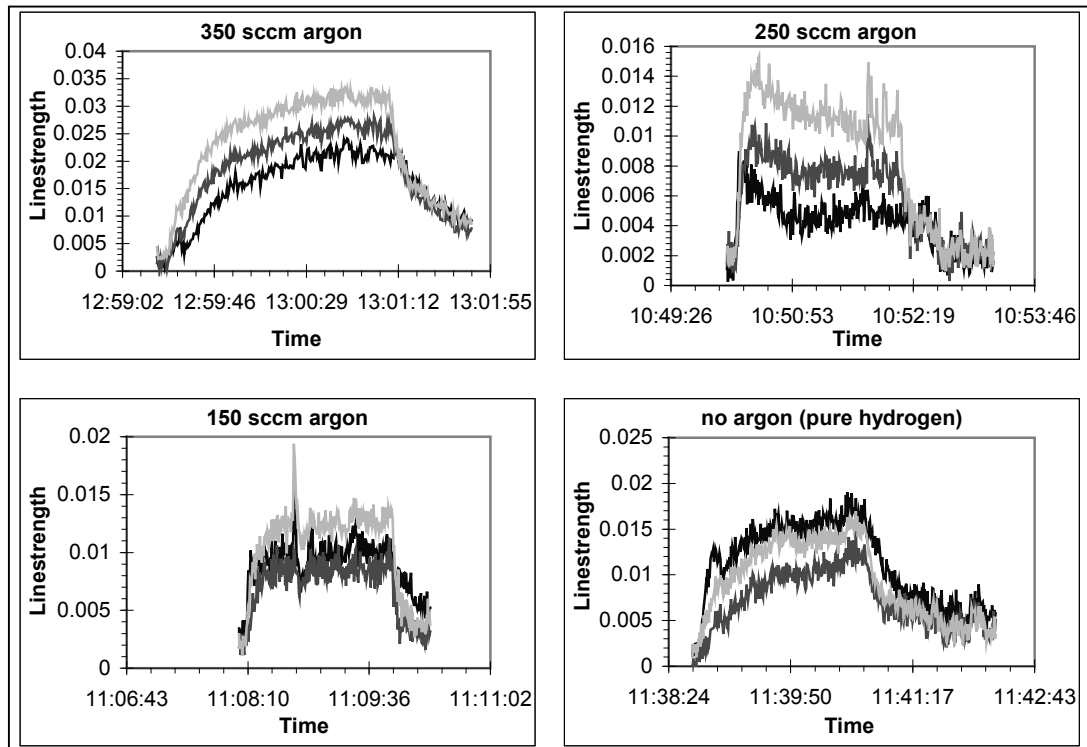 350 sccm argon
Linestrength
0.04
0.035
0.03
0.025
0.02
0.015
0.01
0.005
0
12:59:02 12:59:46 13:00:29 13:01:12 13:01:55
Time
250 sccm argon
Linestrength
0.016
0.014
0.012
0.01
0.008
0.006
0.004
0.002
0
10:49:26 10:50:53 10:52:19 10:53:46
Time
150 sccm argon
Linestrength
0.02
0.015
0.01
0.005
0
11:06:43 11:08:10 11:09:36 11:11:02
Time
no argon (pure hydrogen)
Linestrength
0.025
0.02
0.015
0.01
0.005
0
11:38:24 11:39:50 11:41:17 11:42:43
Time